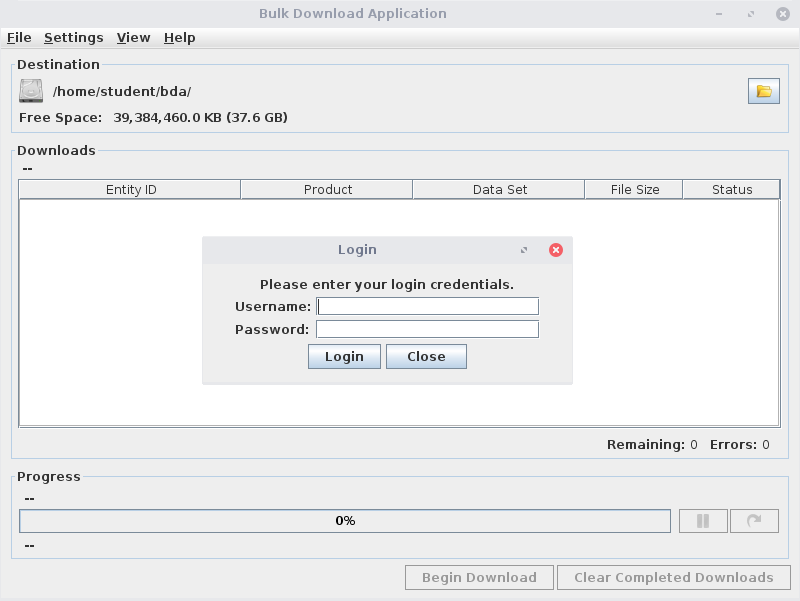 Bulk Download Application
File Settings View Help
Destination
/home/student/bda/
Free Space: 39,384,460.0 KB (37.6 GB)
Downloads
--
Entity ID Product Data Set File Size Status
Login
Please enter your login credentials.
Username:
Password:
Login Close
Remaining: 0 Errors: 0
Progress
--
0%
--
Begin Download Clear Completed Downloads